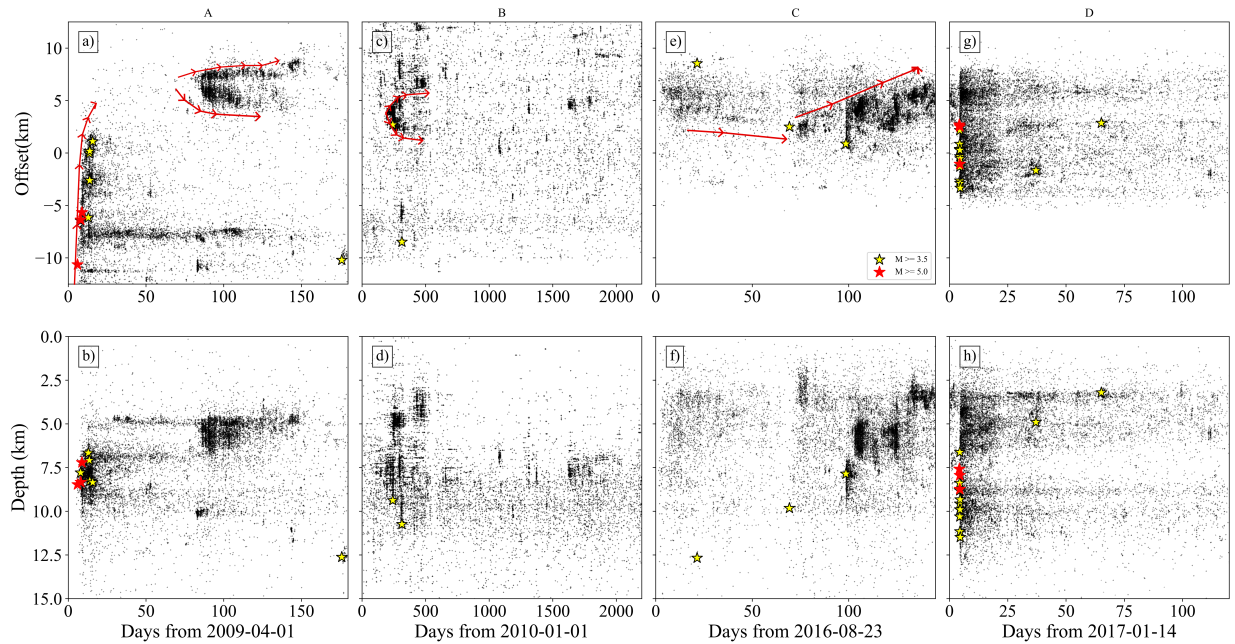 A B C D
a) c) e) g)
10
5
0
−5
−10
Offset(km)
M >= 3.5
M >= 5.0
0 50 100 150 0 500 1000 1500 2000 0 50 100 0 25 50 75 100
b) d) f) h)
0.0
2.5
5.0
7.5
10.0
12.5
15.0
Depth (km)
0 50 100 150 0 500 1000 1500 2000 0 50 100 0 25 50 75 100
Days from 2009-04-01 Days from 2010-01-01 Days from 2016-08-23 Days from 2017-01-14